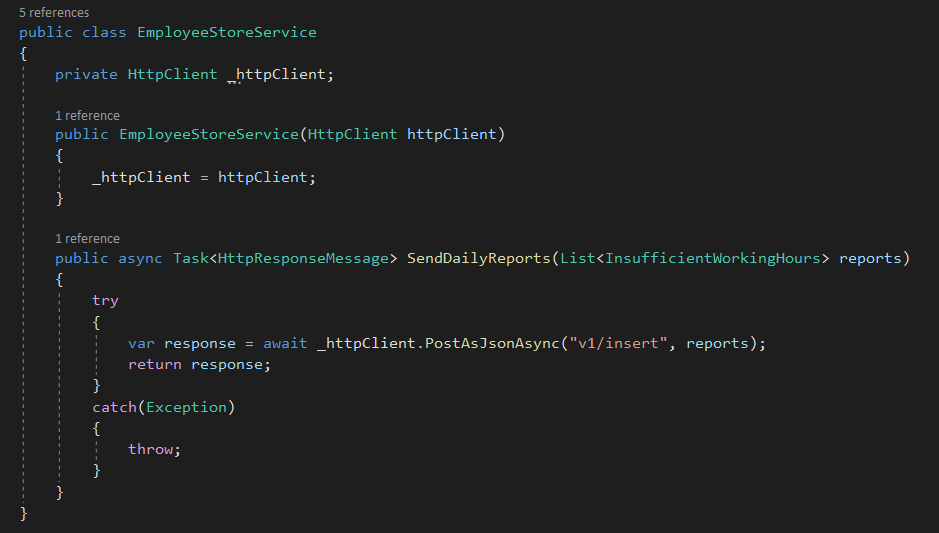 5 references
public class EmployeeStoreService
{
private HttpClient _httpClient;
1 reference
public EmployeeStoreService(HttpClient httpClient)
{
_httpClient = httpClient;
}
1 reference
public async Task<HttpResponseMessage> SendDailyReports(List<InsufficientWorkingHours> reports)
{
try
{
var response = await _httpClient.PostAsJsonAsync("v1/insert", reports);
return response;
}
catch(Exception)
{
throw;
}
}
}